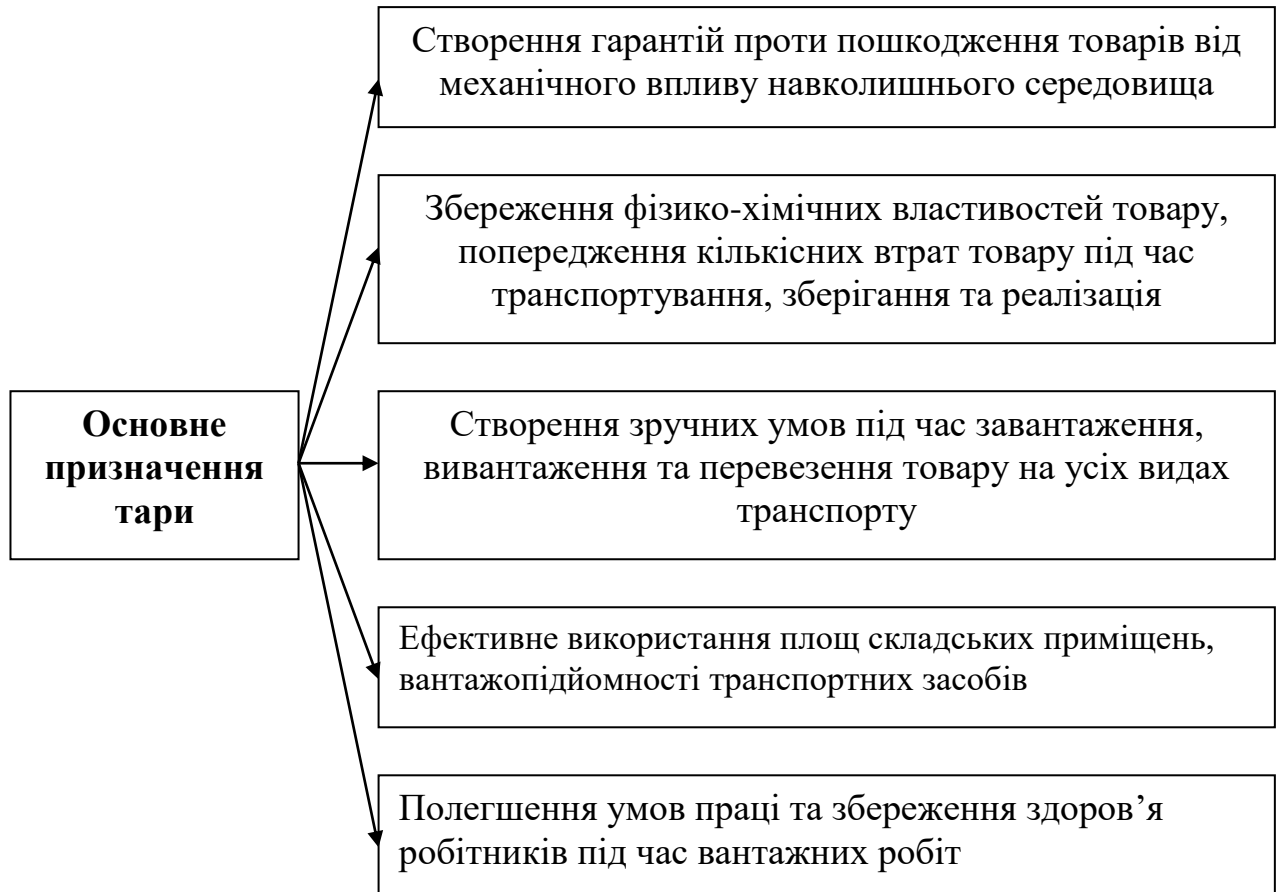 Створення гарантій проти пошкодження товарів від
механічного впливу навколишнього середовища
Збереження фізико-хімічних властивостей товару,
попередження кількісних втрат товару під час
транспортування, зберігання та реалізація
Основне
призначення
тари
Створення зручних умов під час завантаження,
вивантаження та перевезення товару на усіх видах
транспорту
Ефективне використання площ складських приміщень,
вантажопідйомності транспортних засобів
Полегшення умов праці та збереження здоров’я
робітників під час вантажних робіт